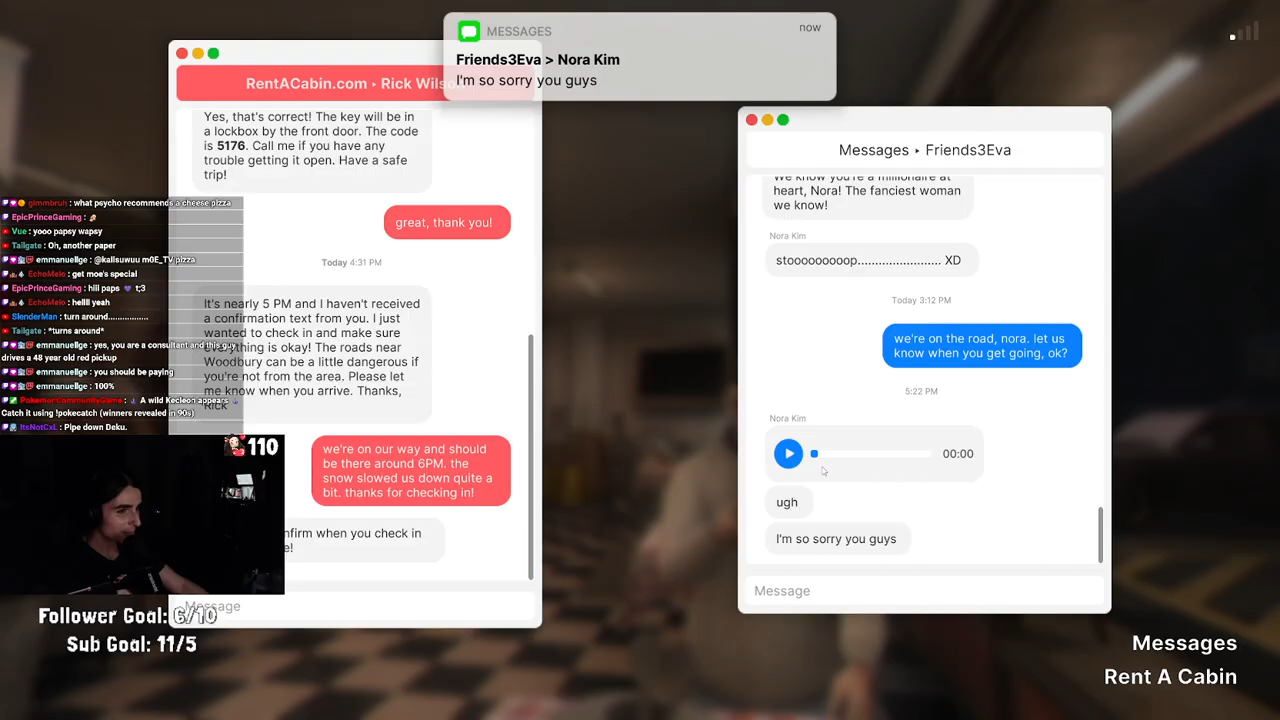 MESSAGES
now
Friends3Eva > Nora Kim
I'm so sorry you guys
RentACabin.com ▸ Rick Wilso
Yes, that's correct! The key will be in
a lockbox by the front door. The code
is 5176. Call me if you have any
trouble getting it open. Have a safe
trip!
great, thank you!
Today 4:31 PM
It's nearly 5 PM and I haven't received
a confirmation text from you. I just
wanted to check in and make sure
everything is okay! The roads near
Woodbury can be a little dangerous if
you're not from the area. Please let
me know when you arrive. Thanks,
Rick
we're on our way and should
be there around 6PM. the
snow slowed us down quite a
bit. thanks for checking in!
nfirm when you check in
e!
Message
gimmbruh : what psycho recommends a cheese pizza
EpicPrinceGaming :
Vue : yooo papsy wapsy
Tailgate : Oh, another paper
emmanuellge : @kallsuwuu m0E_TV pizza
EchoMelo : get moe's special
EpicPrinceGaming : hiii paps 💜 t;3
EchoMelo : hellll yeah
SlenderMan : turn around................
Tailgate : *turns around*
emmanuellge : yes, you are a consultant and this guy
drives a 48 year old red pickup
emmanuellge : you should be paying
emmanuellge : 100%
PokemonCommunityGame : A wild Kecleon appears
Catch it using !pokecatch (winners revealed in 90s)
ItsNotCxL : Pipe down Deku.
110
Follower Goal: 6/10
Sub Goal: 11/5
Messages ▸ Friends3Eva
We know you're a millionaire at
heart, Nora! The fanciest woman
we know!
Nora Kim
stooooooooop........................ XD
Today 3:12 PM
we're on the road, nora. let us
know when you get going, ok?
5:22 PM
Nora Kim
00:00
ugh
I'm so sorry you guys
Message
Messages
Rent A Cabin